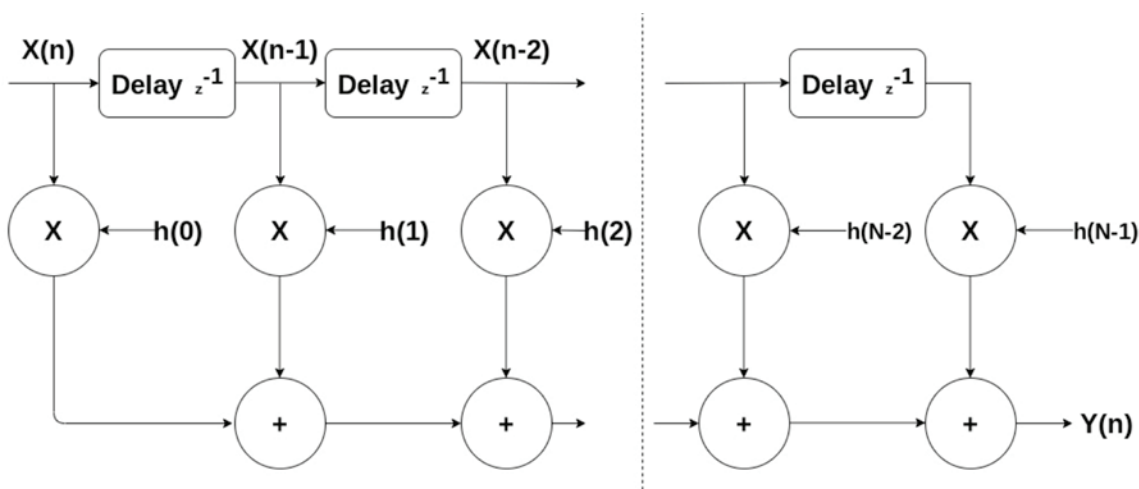 X(n) X(n-1) X(n-2)
Delay z-1 Delay z-1 Delay z-1
X h(0) X h(1) X h(2) X h(N-2) X h(N-1)
+ + + + Y(n)